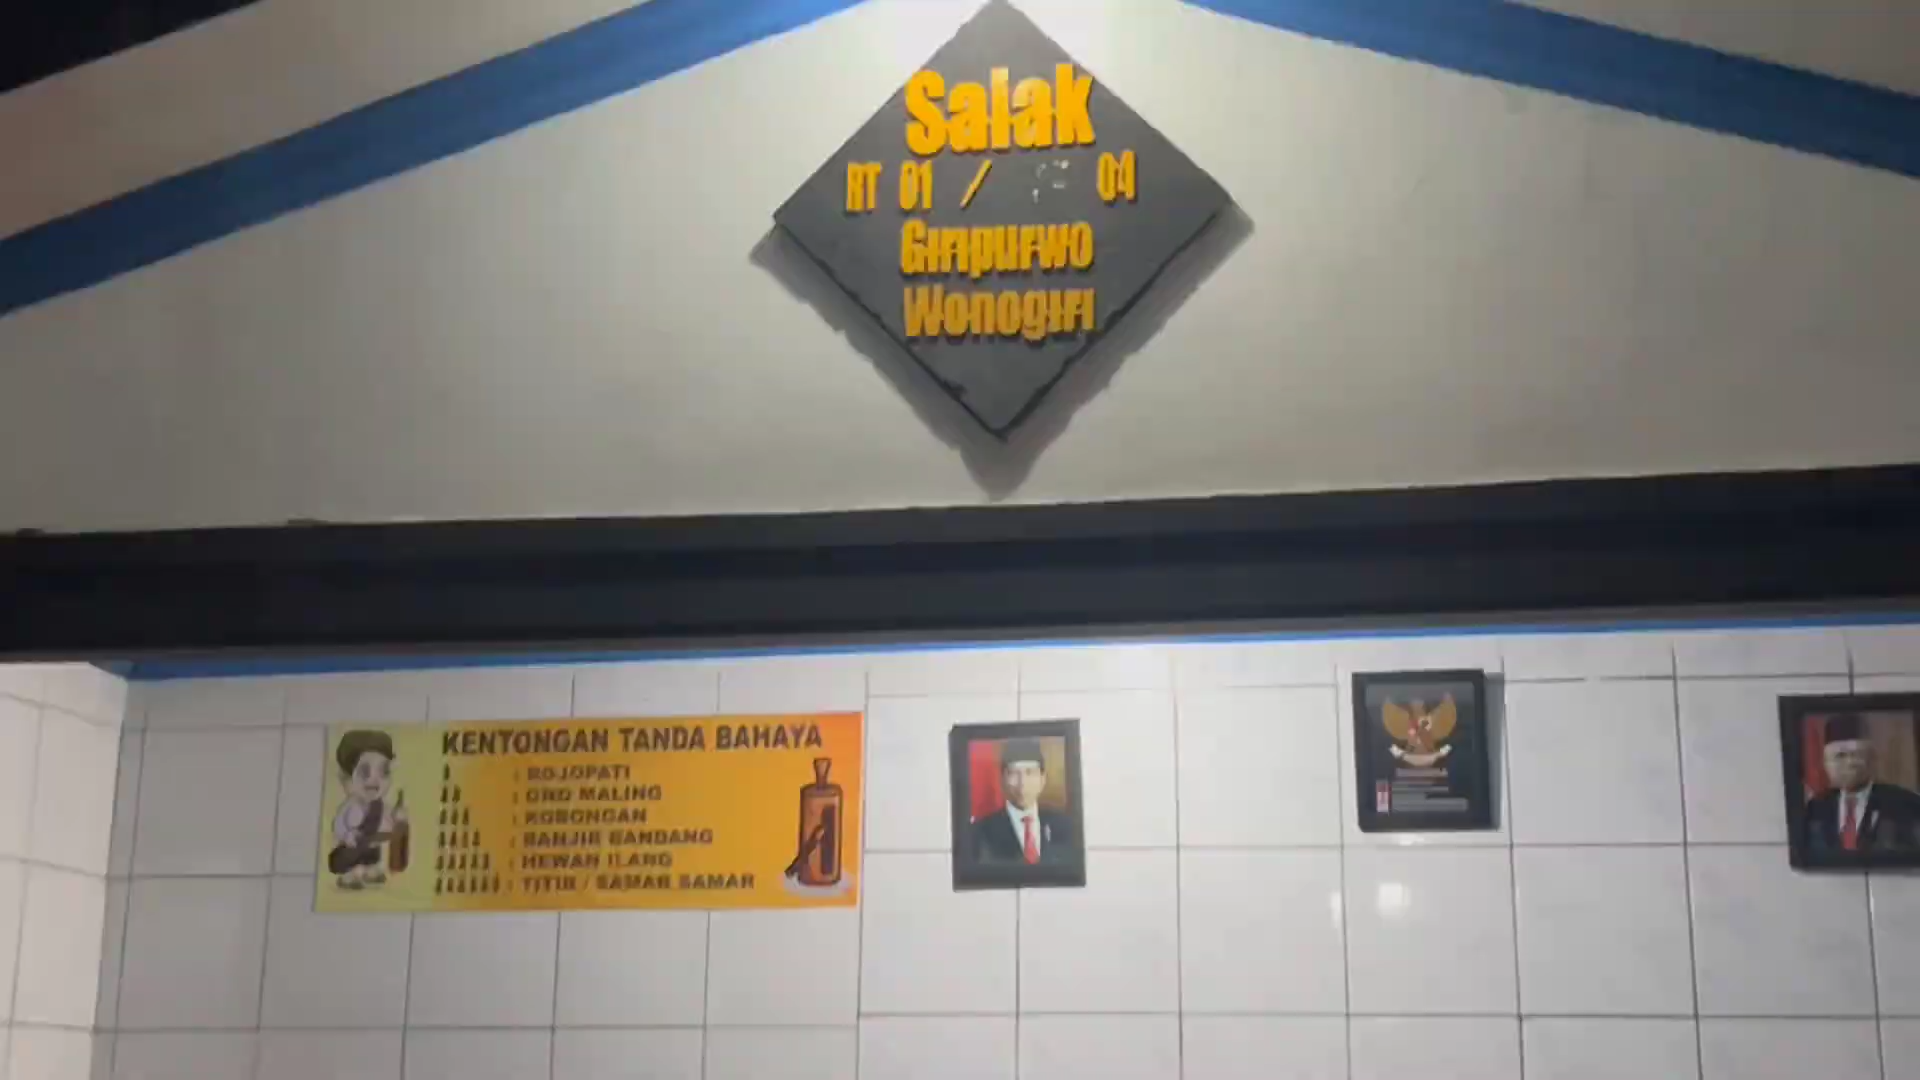 Salak
RT 01 / 04
Giripurwo
Wonogiri
KENTONGAN TANDA BAHAYA
: ROJOPATI
: ONO MALING
: KOBONGAN
: BANJIR BANDANG
: HEWAN ILANG
: TITIR / SAMAR SAMAR